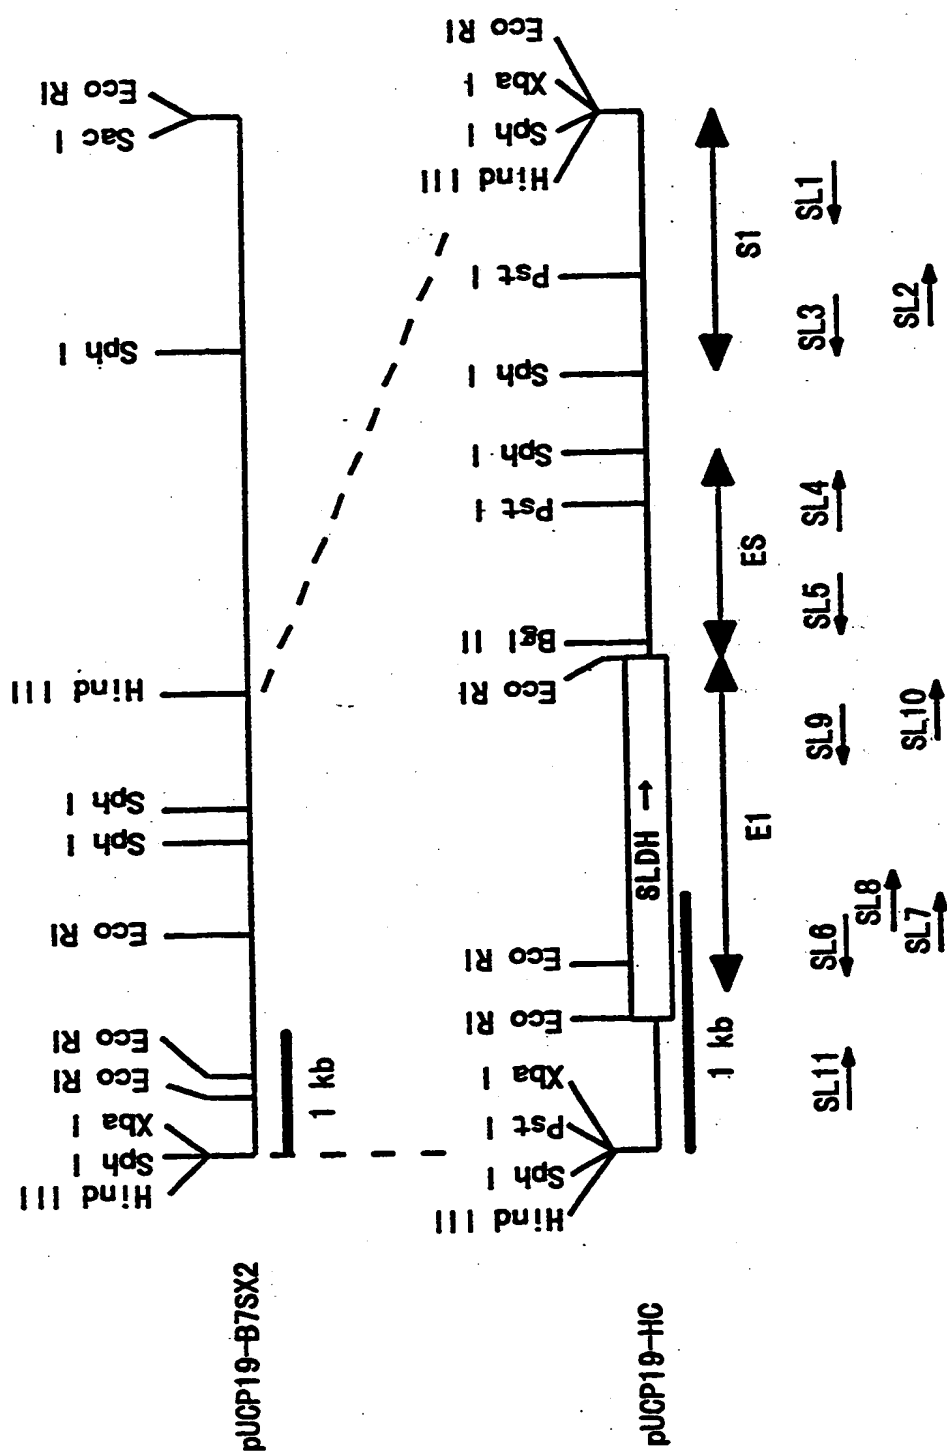 pUCP19-B7SX2
Hind III
Sph I
Xba I
Eco RI
Eco RI
Eco RI
Sph I
Sph I
Hind III
Sph I
Sac I
Eco RI
1 kb
pUCP19-HC
Hind III
Sph I
Pst I
Xba I
Eco RI
Eco RI
Eco RI
Bgl II
Pst I
Sph I
Sph I
Pst I
Hind III
Sph I
Xba I
Eco RI
SLDH →
1 kb
E1
ES
S1
SL11
SL6
SL9
SL5
SL4
SL3
SL1
SL8
SL7
SL10
SL2